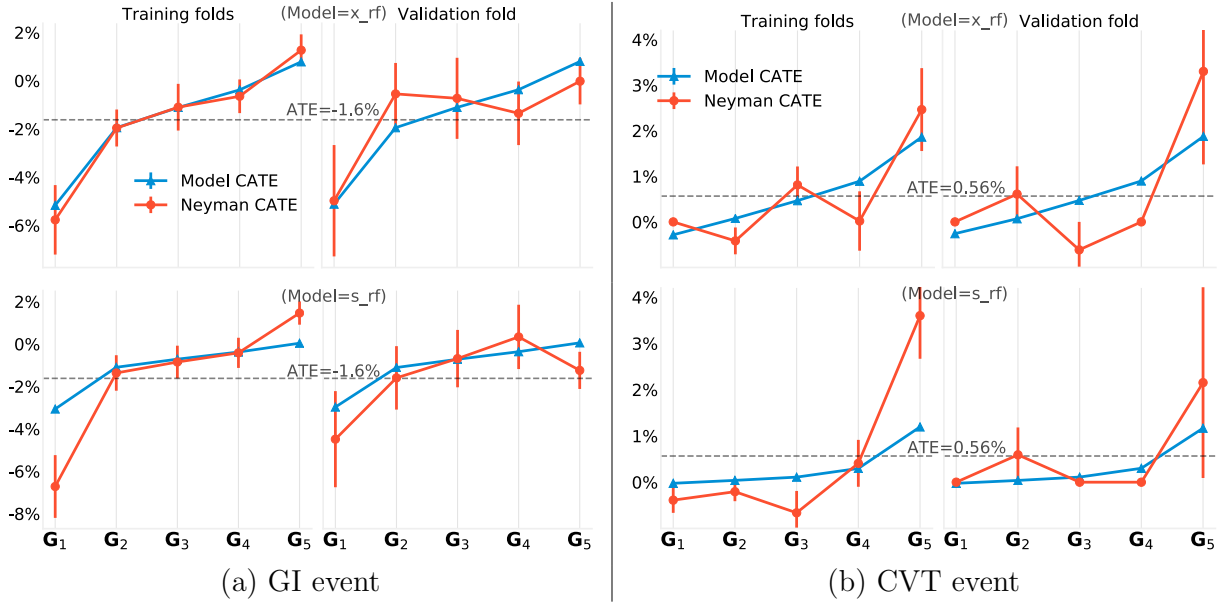 Training folds (Model=x_rf) Validation fold
2%
0%
-2%
-4%
-6%
ATE=-1.6%
Model CATE
Neyman CATE
(Model=s_rf)
2%
0%
-2%
-4%
-6%
-8%
ATE=-1.6%
G1 G2 G3 G4 G5 G1 G2 G3 G4 G5
(a) GI event
Training folds (Model=x_rf) Validation fold
4%
3%
2%
1%
0%
Model CATE
Neyman CATE
ATE=0.56%
(Model=s_rf)
4%
3%
2%
1%
0%
ATE=0.56%
G1 G2 G3 G4 G5 G1 G2 G3 G4 G5
(b) CVT event